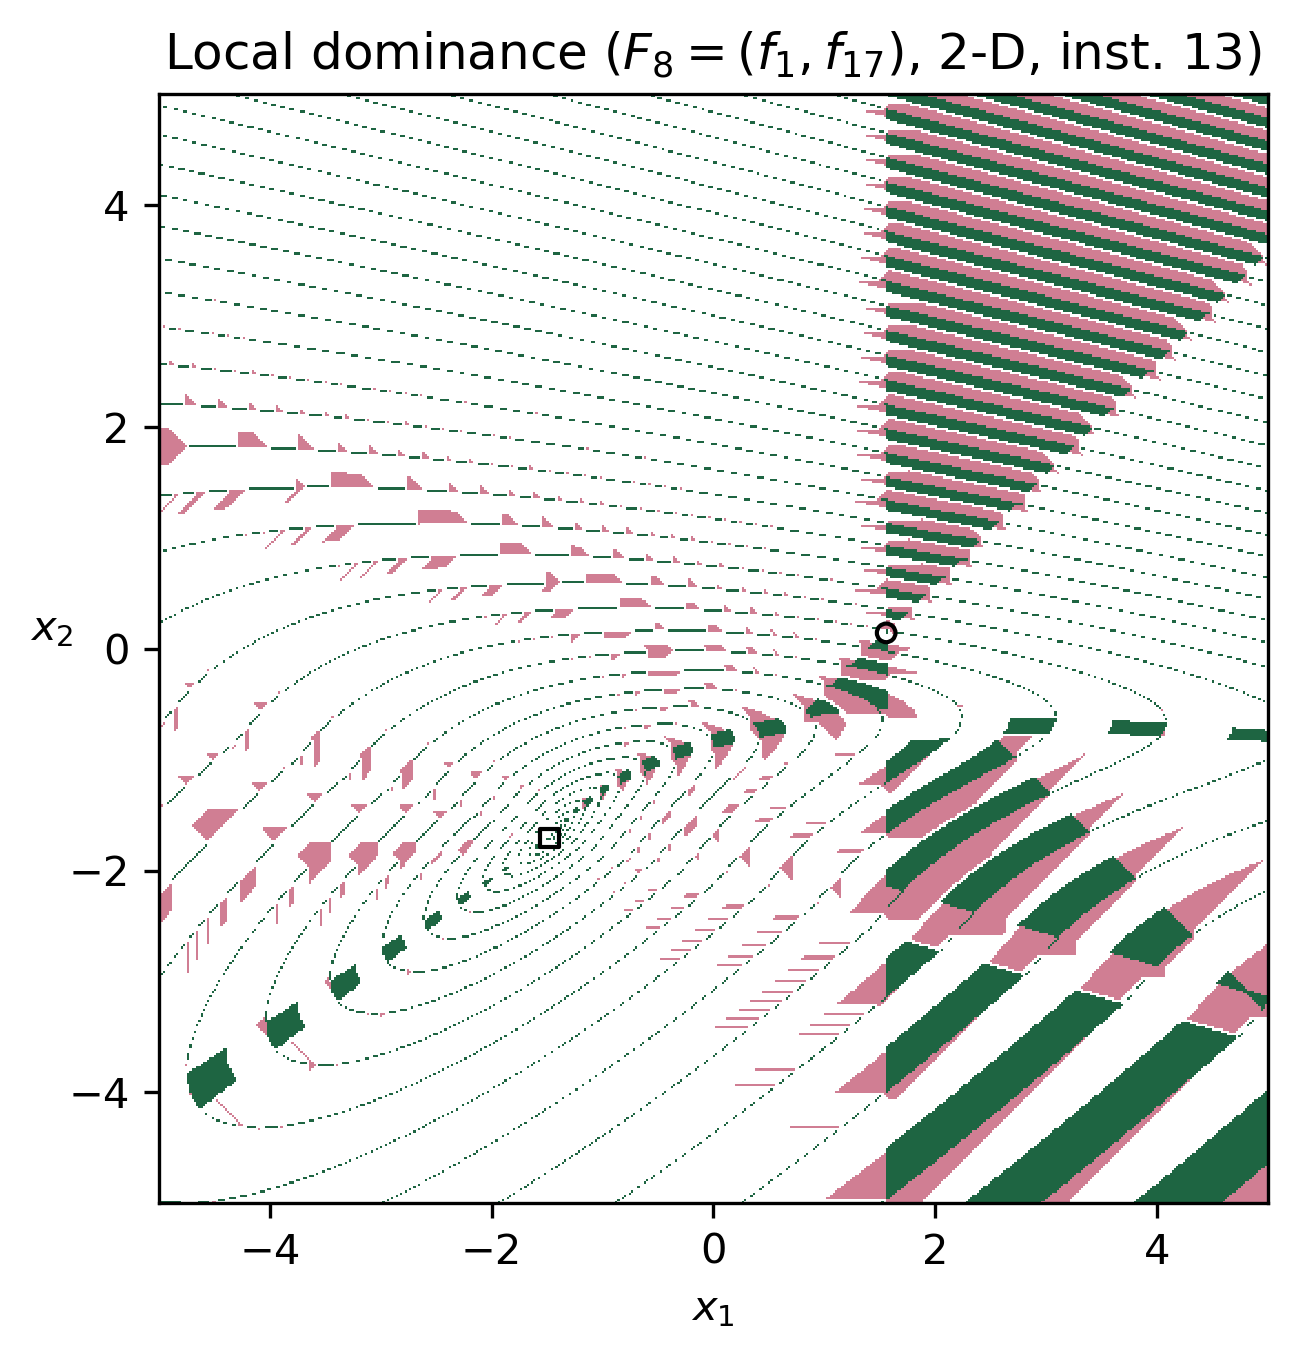 Local dominance (F₈ = (f₁, f₁₇), 2-D, inst. 13)
4
2
x₂
0
−2
−4
−4 −2 0 2 4
x₁